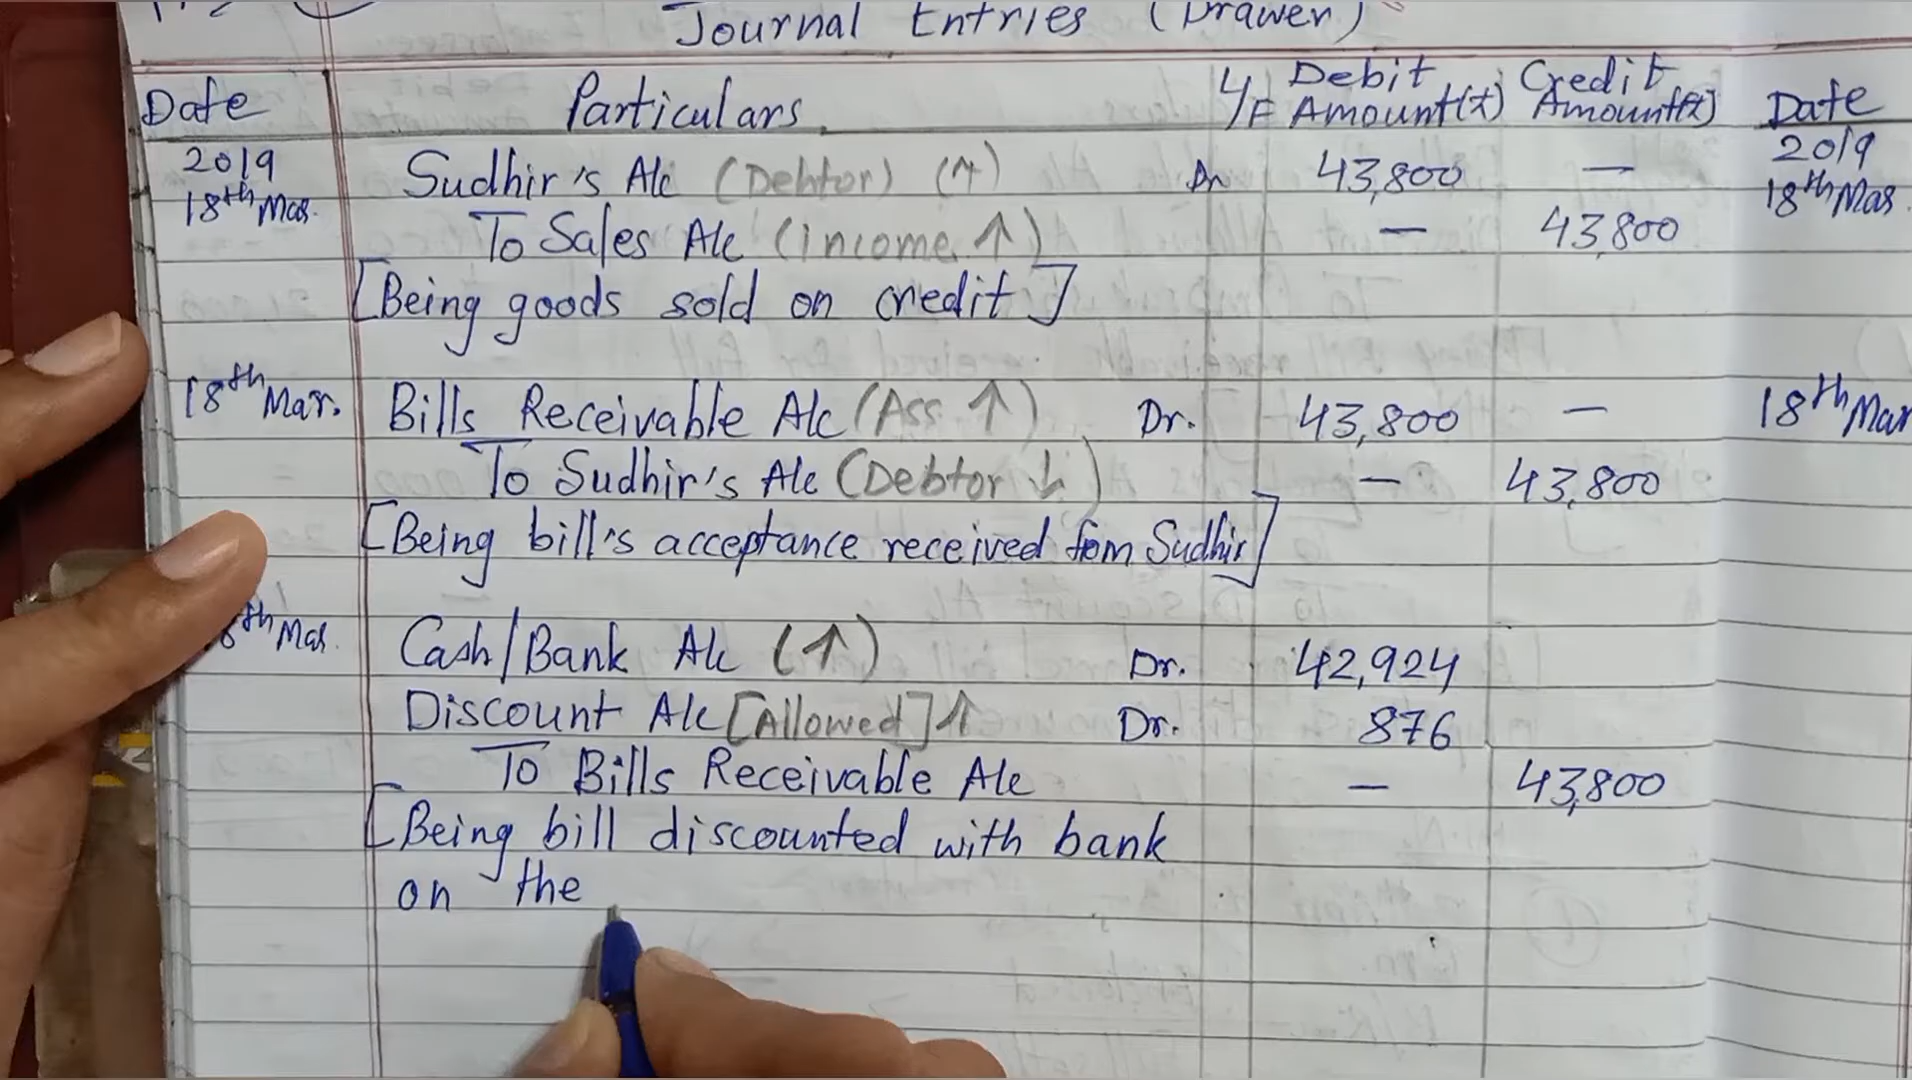 Journal Entries (Drawer)
Date Particulars L/F Debit Amount(₹) Credit Amount(₹) Date
2019 Sudhir's A/c (Debtor) (↑) Dr 43,800 — 2019
18th Mar. To Sales A/c (income ↑) — 43,800 18th Mar
[Being goods sold on credit]
18th Mar. Bills Receivable A/c (Ass ↑) Dr. 43,800 — 18th Mar
To Sudhir's A/c (Debtor ↓) — 43,800
[Being bill's acceptance received fom Sudhir]
8th Mar. Cash/Bank A/c (↑) Dr. 42,924
Discount A/c [Allowed] ↑ Dr. 876
To Bills Receivable A/c — 43,800
[Being bill discounted with bank
on the